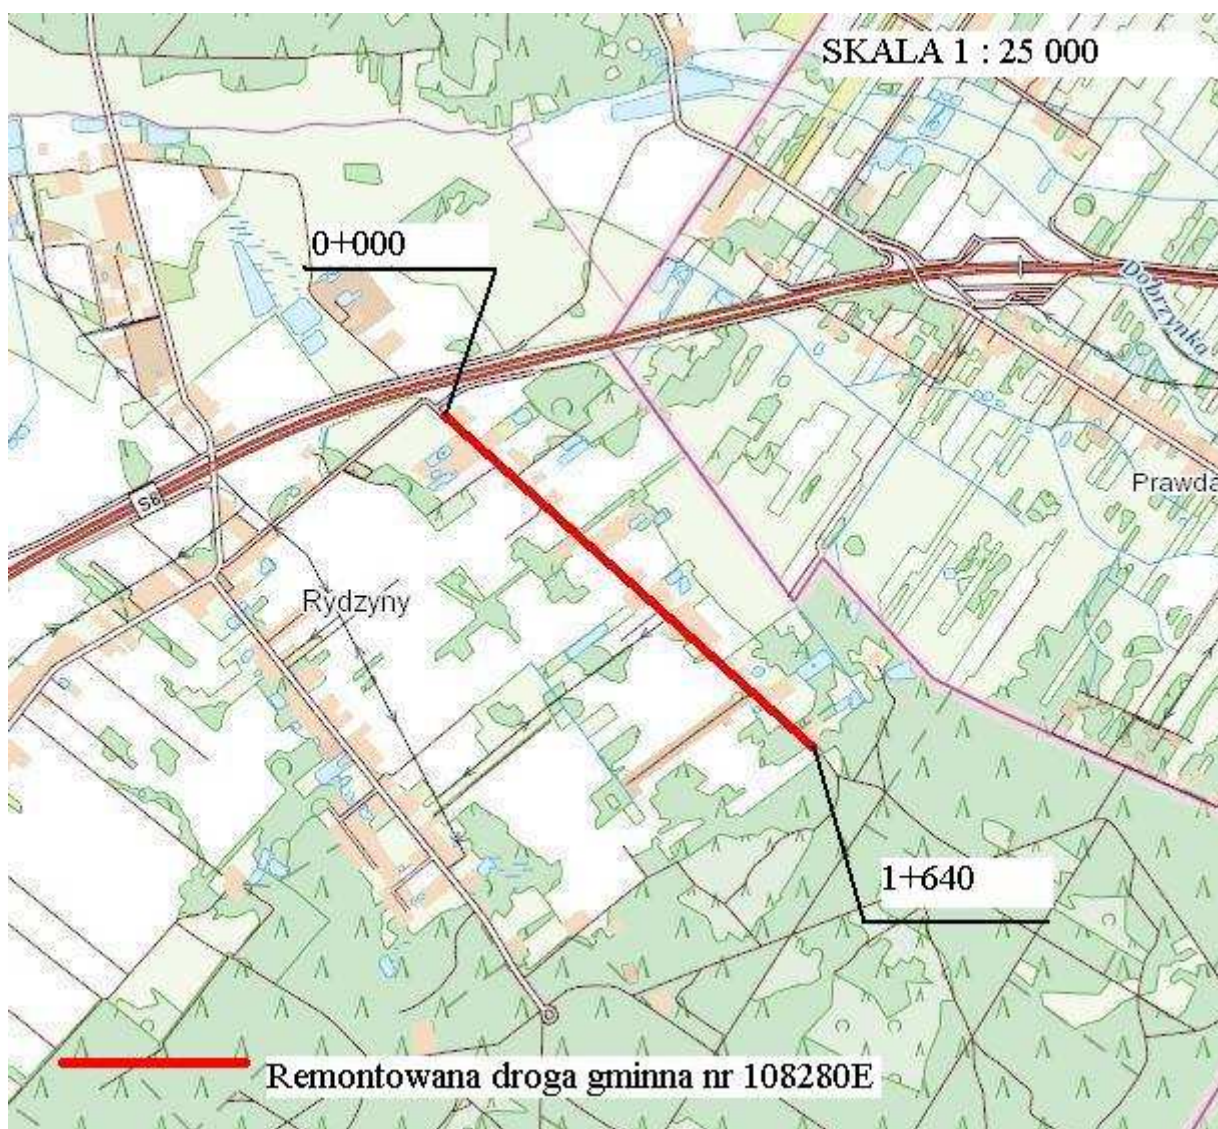 SKALA 1 : 25 000
0+000
Dobrzynka
Prawda
S8
Rydzyny
1+640
Remontowana droga gminna nr 108280E